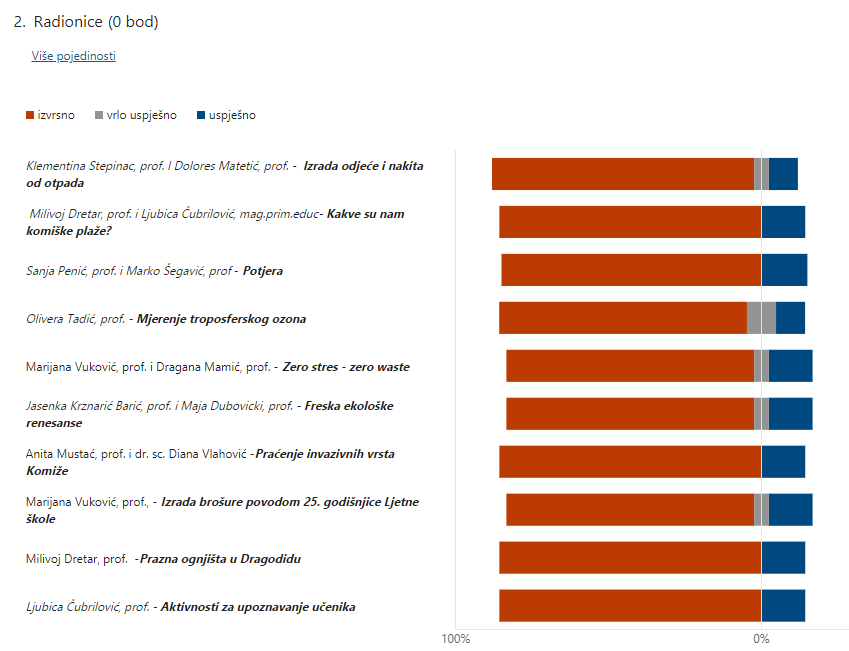 2. Radionice (0 bod)
Više pojedinosti
izvrsno vrlo uspješno uspješno
Klementina Stepinac, prof. I Dolores Matetić, prof. - Izrada odjeće i nakita
od otpada
Milivoj Dretar, prof. i Ljubica Čubrilović, mag.prim.educ- Kakve su nam
komiške plaže?
Sanja Penić, prof. i Marko Šegavić, prof - Potjera
Olivera Tadić, prof. - Mjerenje troposferskog ozona
Marijana Vuković, prof. i Dragana Mamić, prof. - Zero stres - zero waste
Jasenka Krznarić Barić, prof. i Maja Dubovicki, prof. - Freska ekološke
renesanse
Anita Mustać, prof. i dr. sc. Diana Vlahović -Praćenje invazivnih vrsta
Komiže
Marijana Vuković, prof., - Izrada brošure povodom 25. godišnjice Ljetne
škole
Milivoj Dretar, prof. -Prazna ognjišta u Dragodidu
Ljubica Čubrilović, prof. - Aktivnosti za upoznavanje učenika
100% 0%